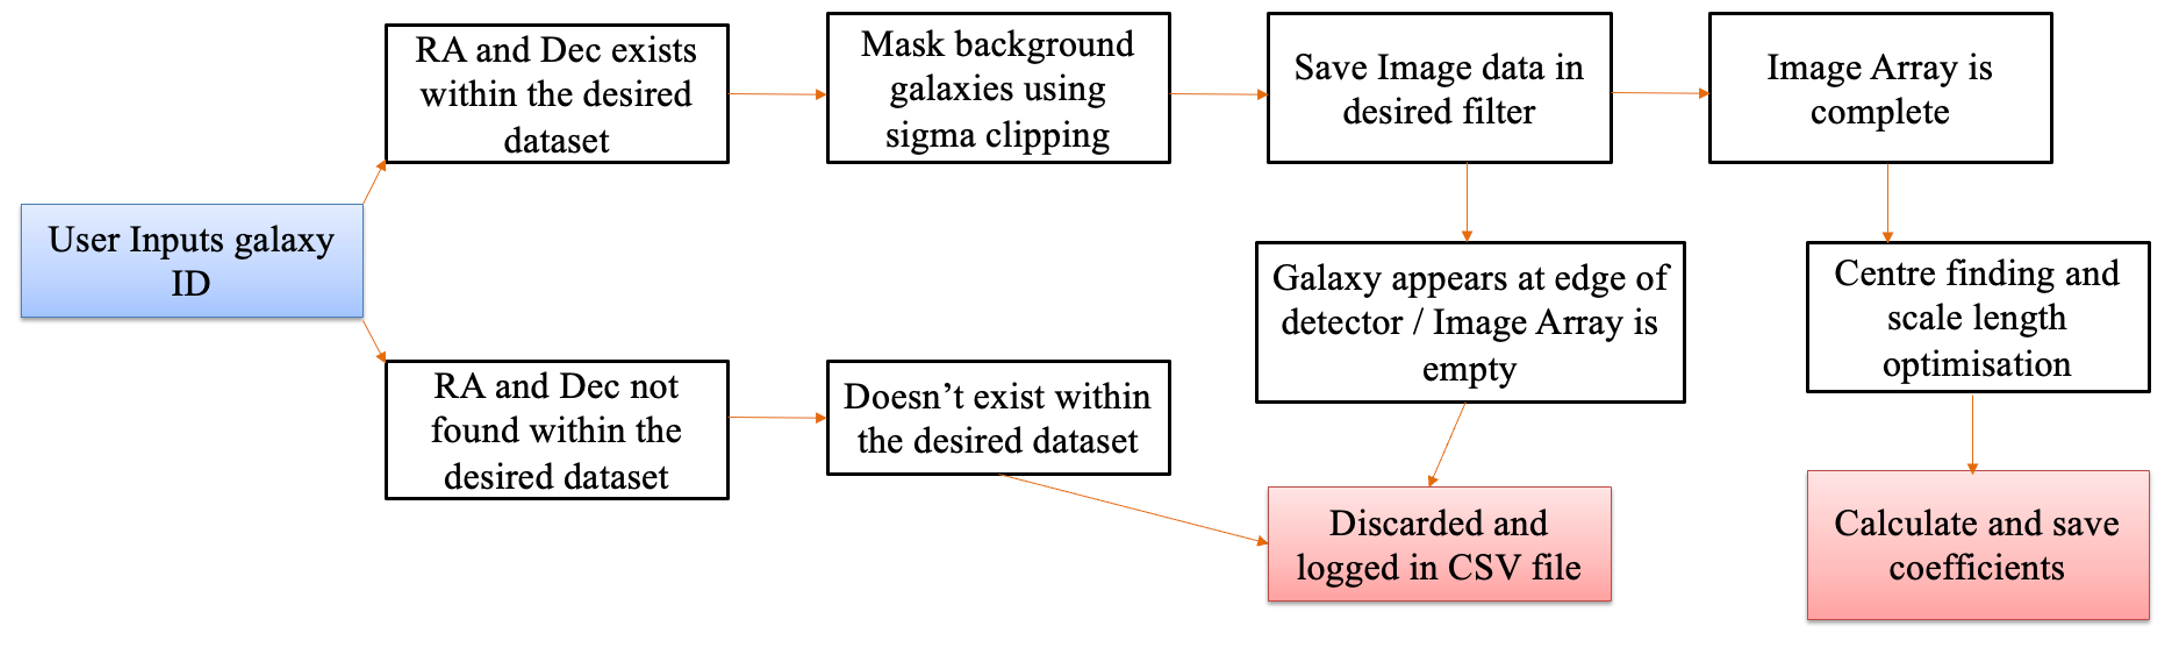 User Inputs galaxy
ID
RA and Dec exists
within the desired
dataset
Mask background
galaxies using
sigma clipping
Save Image data in
desired filter
Image Array is
complete
Galaxy appears at edge of
detector / Image Array is
empty
Centre finding and
scale length
optimisation
RA and Dec not
found within the
desired dataset
Doesn’t exist within
the desired dataset
Discarded and
logged in CSV file
Calculate and save
coefficients